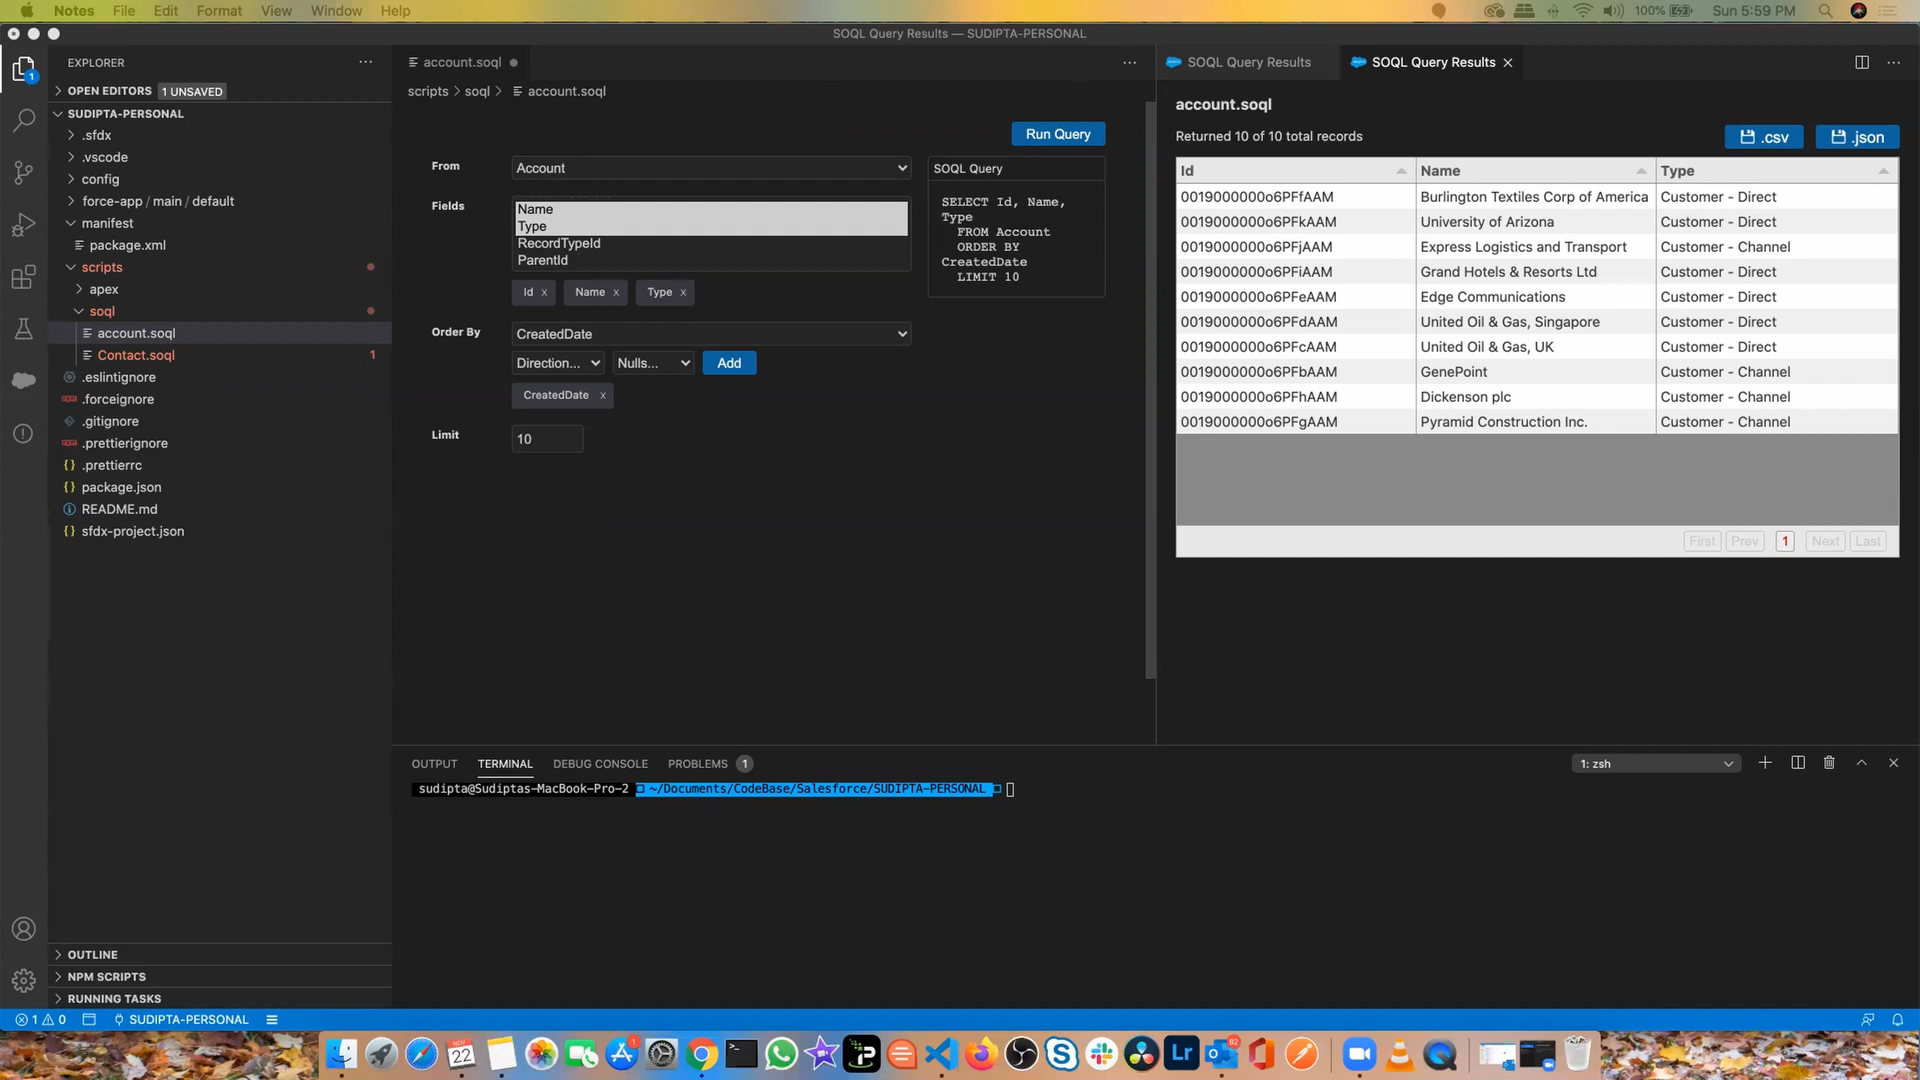 Notes File Edit Format View Window Help
100%
Sun 5:59 PM
SOQL Query Results — SUDIPTA-PERSONAL
1
EXPLORER
OPEN EDITORS 1 UNSAVED
SUDIPTA-PERSONAL
.sfdx
.vscode
config
force-app / main / default
manifest
package.xml
scripts
apex
soql
account.soql
Contact.soql 1
.eslintignore
.forceignore
.gitignore
.prettierignore
.prettierrc
package.json
README.md
sfdx-project.json
OUTLINE
NPM SCRIPTS
RUNNING TASKS
account.soql
scripts > soql > account.soql
Run Query
From
Account
Fields
Name
Type
RecordTypeId
ParentId
Id x Name x Type x
Order By
CreatedDate
Direction... Nulls... Add
CreatedDate x
Limit
10
SOQL Query
SELECT Id, Name,
Type
FROM Account
ORDER BY
CreatedDate
LIMIT 10
SOQL Query Results
SOQL Query Results
account.soql
Returned 10 of 10 total records
.csv .json
Id Name Type
0019000000o6PFfAAM Burlington Textiles Corp of America Customer - Direct
0019000000o6PFkAAM University of Arizona Customer - Direct
0019000000o6PFjAAM Express Logistics and Transport Customer - Channel
0019000000o6PFiAAM Grand Hotels & Resorts Ltd Customer - Direct
0019000000o6PFeAAM Edge Communications Customer - Direct
0019000000o6PFdAAM United Oil & Gas, Singapore Customer - Direct
0019000000o6PFcAAM United Oil & Gas, UK Customer - Direct
0019000000o6PFbAAM GenePoint Customer - Channel
0019000000o6PFhAAM Dickenson plc Customer - Channel
0019000000o6PFgAAM Pyramid Construction Inc. Customer - Channel
First Prev 1 Next Last
OUTPUT TERMINAL DEBUG CONSOLE PROBLEMS 1
1: zsh
sudipta@Sudiptas-MacBook-Pro-2 ~/Documents/CodeBase/Salesforce/SUDIPTA-PERSONAL
1 0 SUDIPTA-PERSONAL
NOV
22
1
Lr
82